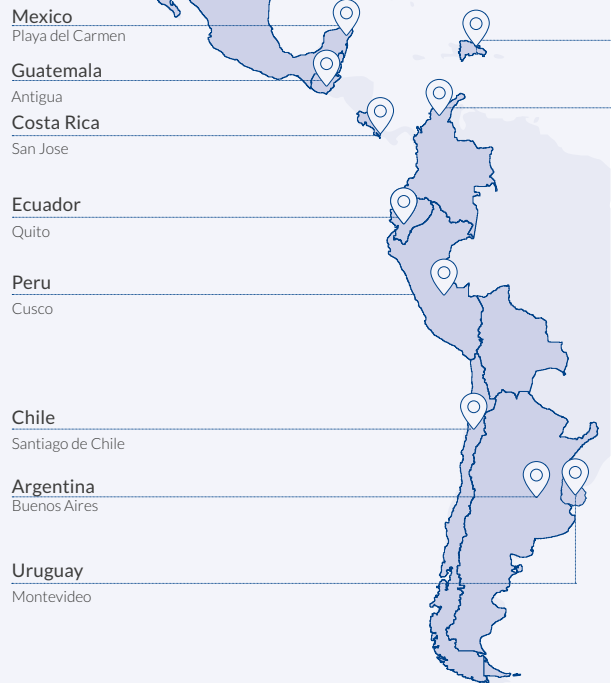 Mexico
Playa del Carmen
Guatemala
Antigua
Costa Rica
San Jose
Ecuador
Quito
Peru
Cusco
Chile
Santiago de Chile
Argentina
Buenos Aires
Uruguay
Montevideo